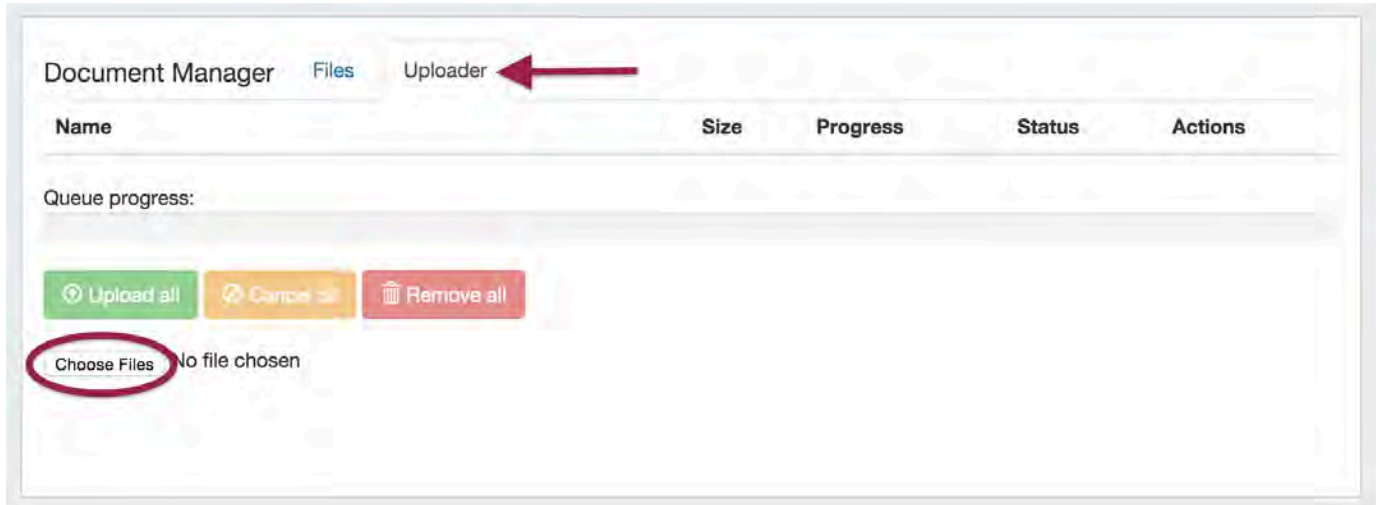 Document Manager Files Uploader
Name Size Progress Status Actions
Queue progress:
Upload all Cancel all Remove all
Choose Files No file chosen